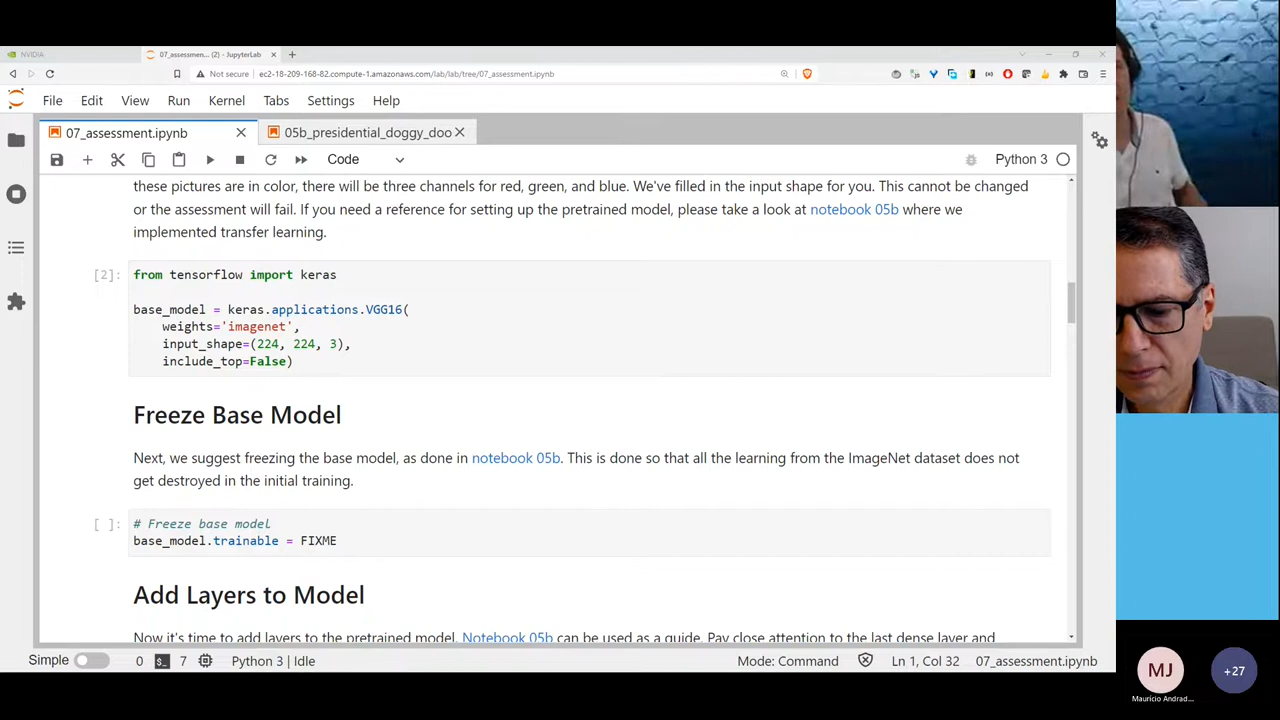 NVIDIA
07_assessmen... (2) - JupyterLab
Not secure
ec2-18-209-168-82.compute-1.amazonaws.com/lab/lab/tree/07_assessment.ipynb
File Edit View Run Kernel Tabs Settings Help
07_assessment.ipynb
05b_presidential_doggy_doo
Code
Python 3
these pictures are in color, there will be three channels for red, green, and blue. We've filled in the input shape for you. This cannot be changed
or the assessment will fail. If you need a reference for setting up the pretrained model, please take a look at notebook 05b where we
implemented transfer learning.
[2]:
from tensorflow import keras
base_model = keras.applications.VGG16(
weights='imagenet',
input_shape=(224, 224, 3),
include_top=False)
Freeze Base Model
Next, we suggest freezing the base model, as done in notebook 05b. This is done so that all the learning from the ImageNet dataset does not
get destroyed in the initial training.
[ ]:
# Freeze base model
base_model.trainable = FIXME
Add Layers to Model
Now it's time to add layers to the pretrained model. Notebook 05b can be used as a guide. Pay close attention to the last dense layer and
Simple
0
7
Python 3 | Idle
Mode: Command
Ln 1, Col 32
07_assessment.ipynb
MJ
+27
Maurício Andrad...